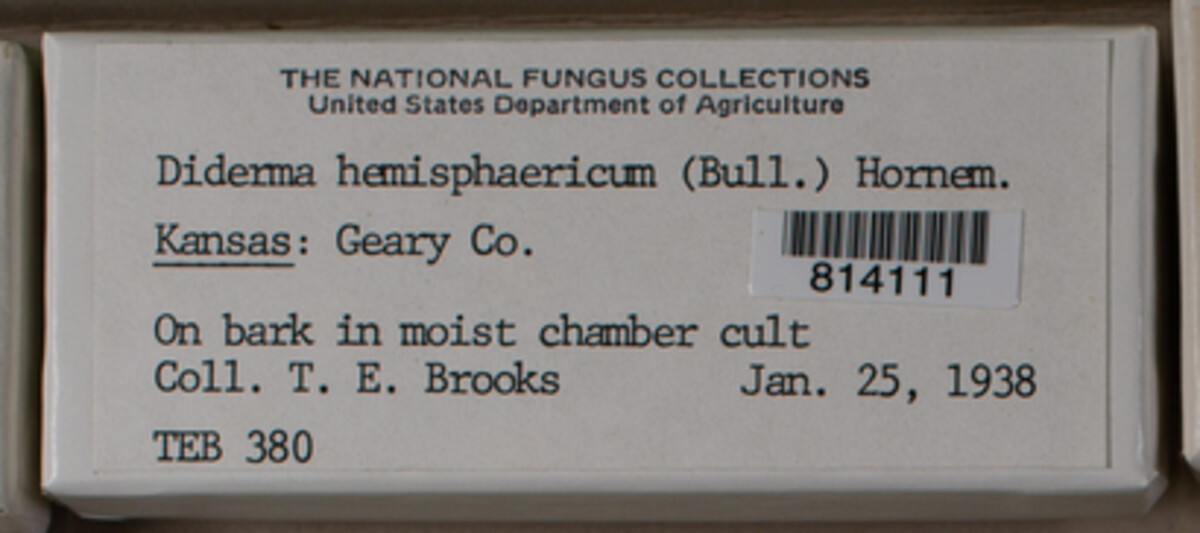 THE NATIONAL FUNGUS COLLECTIONS
United States Department of Agriculture
Diderma hemisphaericum (Bull.) Hornem.
Kansas: Geary Co.
814111
On bark in moist chamber cult
Coll. T. E. Brooks Jan. 25, 1938
TEB 380